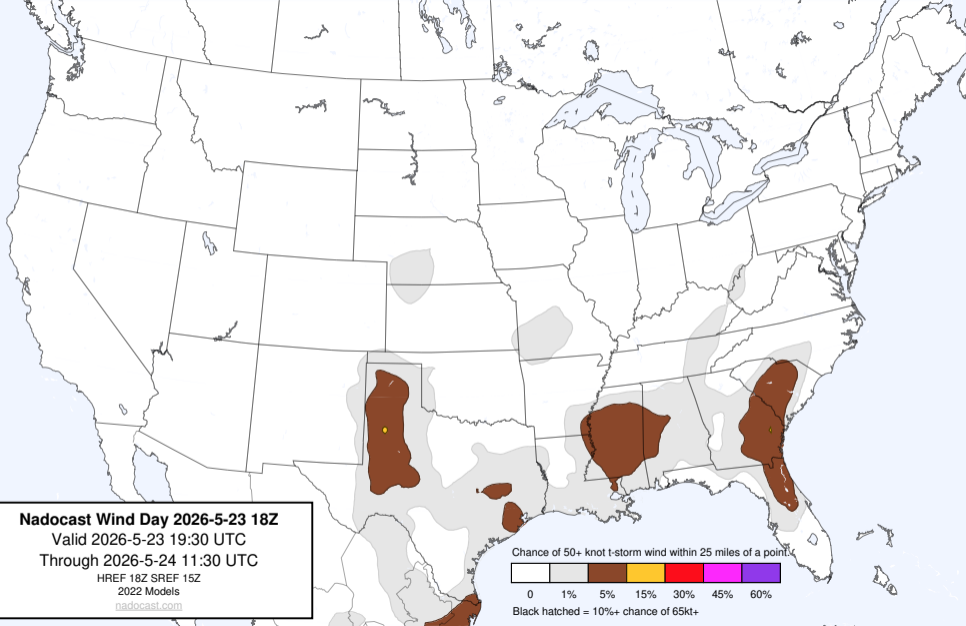 Nadocast Wind Day 2026-5-23 18Z
Valid 2026-5-23 19:30 UTC
Through 2026-5-24 11:30 UTC
HREF 18Z SREF 15Z
2022 Models
nadocast.com
Chance of 50+ knot t-storm wind within 25 miles of a point.
0 1% 5% 15% 30% 45% 60%
Black hatched = 10%+ chance of 65kt+